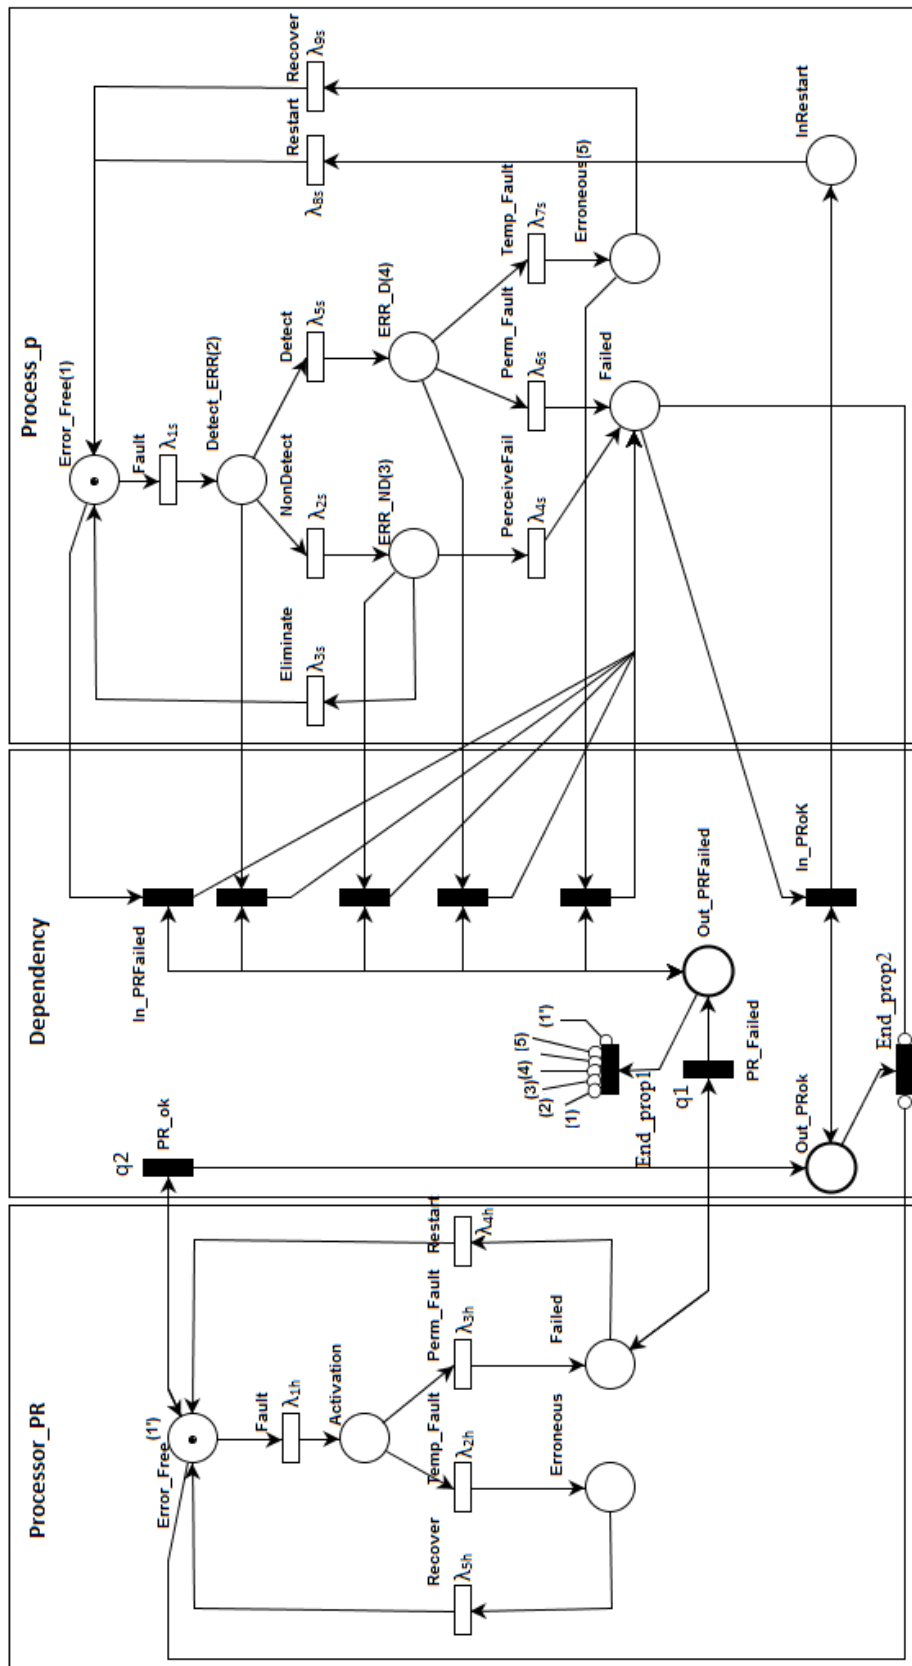 Processor_PR
Error_Free
(1')
Fault
λ1h
Activation
Recover
λ5h
Temp_Fault
λ2h
Perm_Fault
λ3h
Restart
λ4h
Erroneous
Failed
Dependency
q2
PR_ok
In_PRFailed
(1)
(2)
(3)
(4)
(5)
(1')
End_prop1
q1
PR_Failed
Out_PRFailed
Out_PRok
End_prop2
In_PRoK
Process_p
Error_Free(1)
Fault
λ1s
Detect_ERR(2)
Eliminate
λ3s
NonDetect
λ2s
Detect
λ5s
Restart
λ8s
Recover
λ9s
ERR_ND(3)
ERR_D(4)
PerceiveFail
λ4s
Perm_Fault
λ6s
Temp_Fault
λ7s
Failed
Erroneous(5)
InRestart